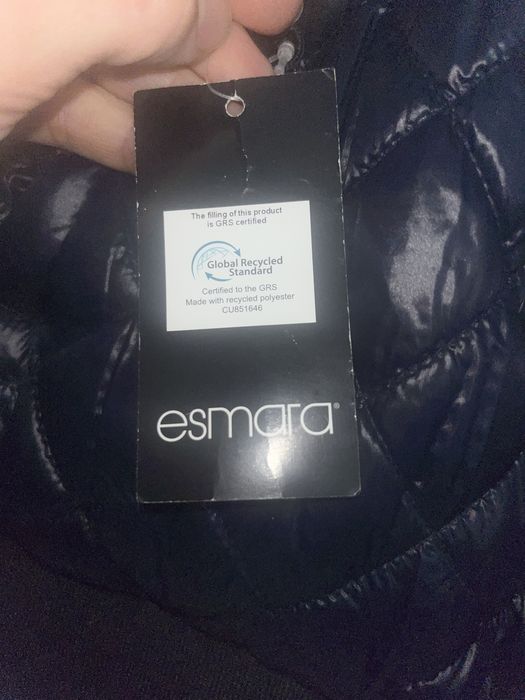 The filling of this product
is GRS certified
Global Recycled
Standard
Certified to the GRS
Made with recycled polyester
CU851646
esmara®